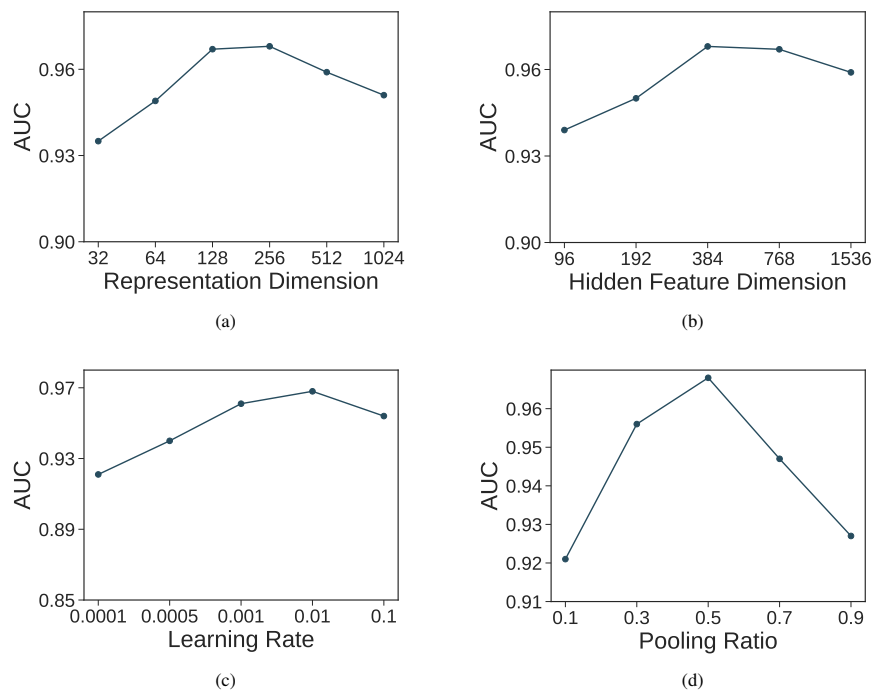 AUC
0.96
0.93
0.90
32 64 128 256 512 1024
Representation Dimension
(a)
AUC
0.96
0.93
0.90
96 192 384 768 1536
Hidden Feature Dimension
(b)
AUC
0.97
0.93
0.89
0.85
0.0001 0.0005 0.001 0.01 0.1
Learning Rate
(c)
AUC
0.96
0.95
0.94
0.93
0.92
0.91
0.1 0.3 0.5 0.7 0.9
Pooling Ratio
(d)